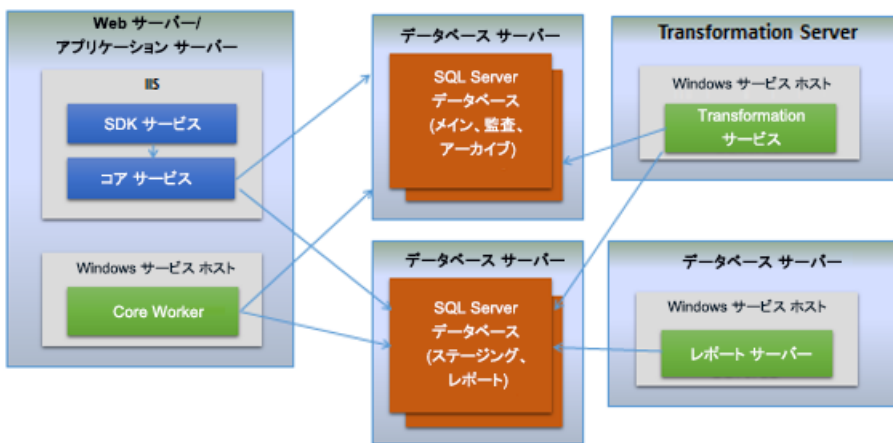 Web サーバー/
アプリケーション サーバー
IIS
SDK サービス
コア サービス
Windows サービス ホスト
Core Worker
データベース サーバー
SQL Server
データベース
(メイン、監査、
アーカイブ)
データベース サーバー
SQL Server
データベース
(ステージング、
レポート)
Transformation Server
Windows サービス ホスト
Transformation
サービス
データベース サーバー
Windows サービス ホスト
レポート サーバー